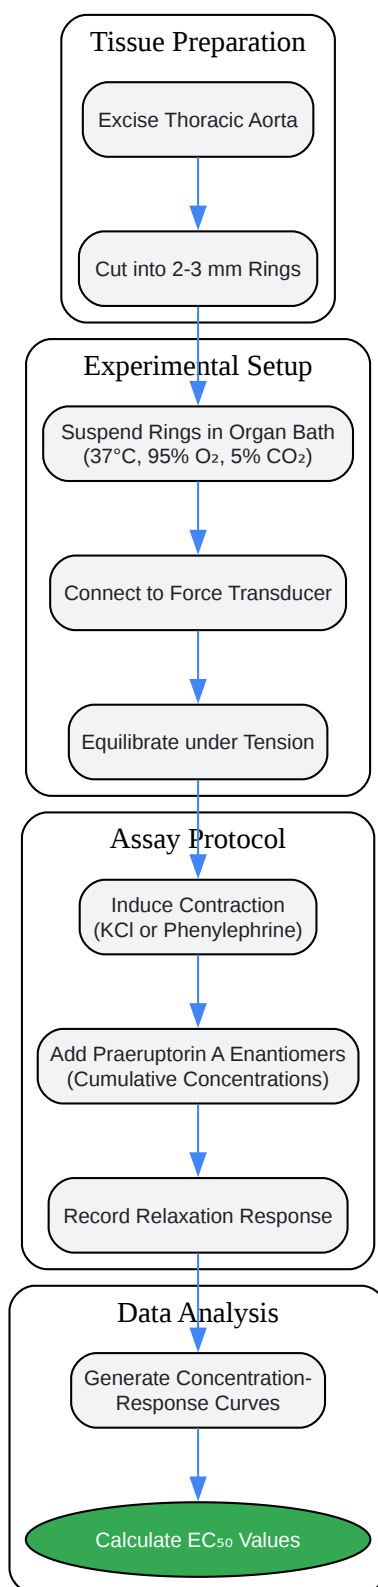 Tissue Preparation
Excise Thoracic Aorta
Cut into 2-3 mm Rings
Experimental Setup
Suspend Rings in Organ Bath
(37°C, 95% O₂, 5% CO₂)
Connect to Force Transducer
Equilibrate under Tension
Assay Protocol
Induce Contraction
(KCl or Phenylephrine)
Add Praeruptorin A Enantiomers
(Cumulative Concentrations)
Record Relaxation Response
Data Analysis
Generate Concentration-
Response Curves
Calculate EC₅₀ Values